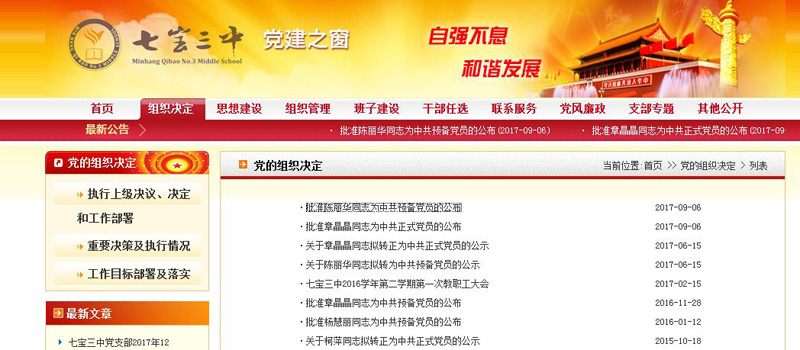 七宝三中
Minhang Qibao No.3 Middle School
党建之窗
自强不息
和谐发展
首页 组织决定 思想建设 组织管理 班子建设 干部任选 联系服务 党风廉政 支部专题 其他公开
最新公告
· 批准陈丽华同志为中共预备党员的公布(2017-09-06)
· 批准章晶晶同志为中共正式党员的公布(2017-09
党的组织决定
执行上级决议、决定
和工作部署
重要决策及执行情况
工作目标部署及落实
最新文章
七宝三中党支部2017年12
党的组织决定
当前位置:首页 >> 党的组织决定 > 列表
· 批准陈丽华同志为中共预备党员的公布 2017-09-06
· 批准章晶晶同志为中共正式党员的公布 2017-09-06
· 关于章晶晶同志拟转正为中共正式党员的公示 2017-06-15
· 关于陈丽华同志拟转正为中共预备党员的公示 2017-06-15
· 七宝三中2016学年第二学期第一次教职工大会 2017-02-15
· 批准章晶晶同志为中共预备党员的公布 2016-11-28
· 批准杨慧丽同志为中共预备党员的公布 2016-01-12
· 关于柯萍同志拟转正为中共正式党员的公示 2015-10-18